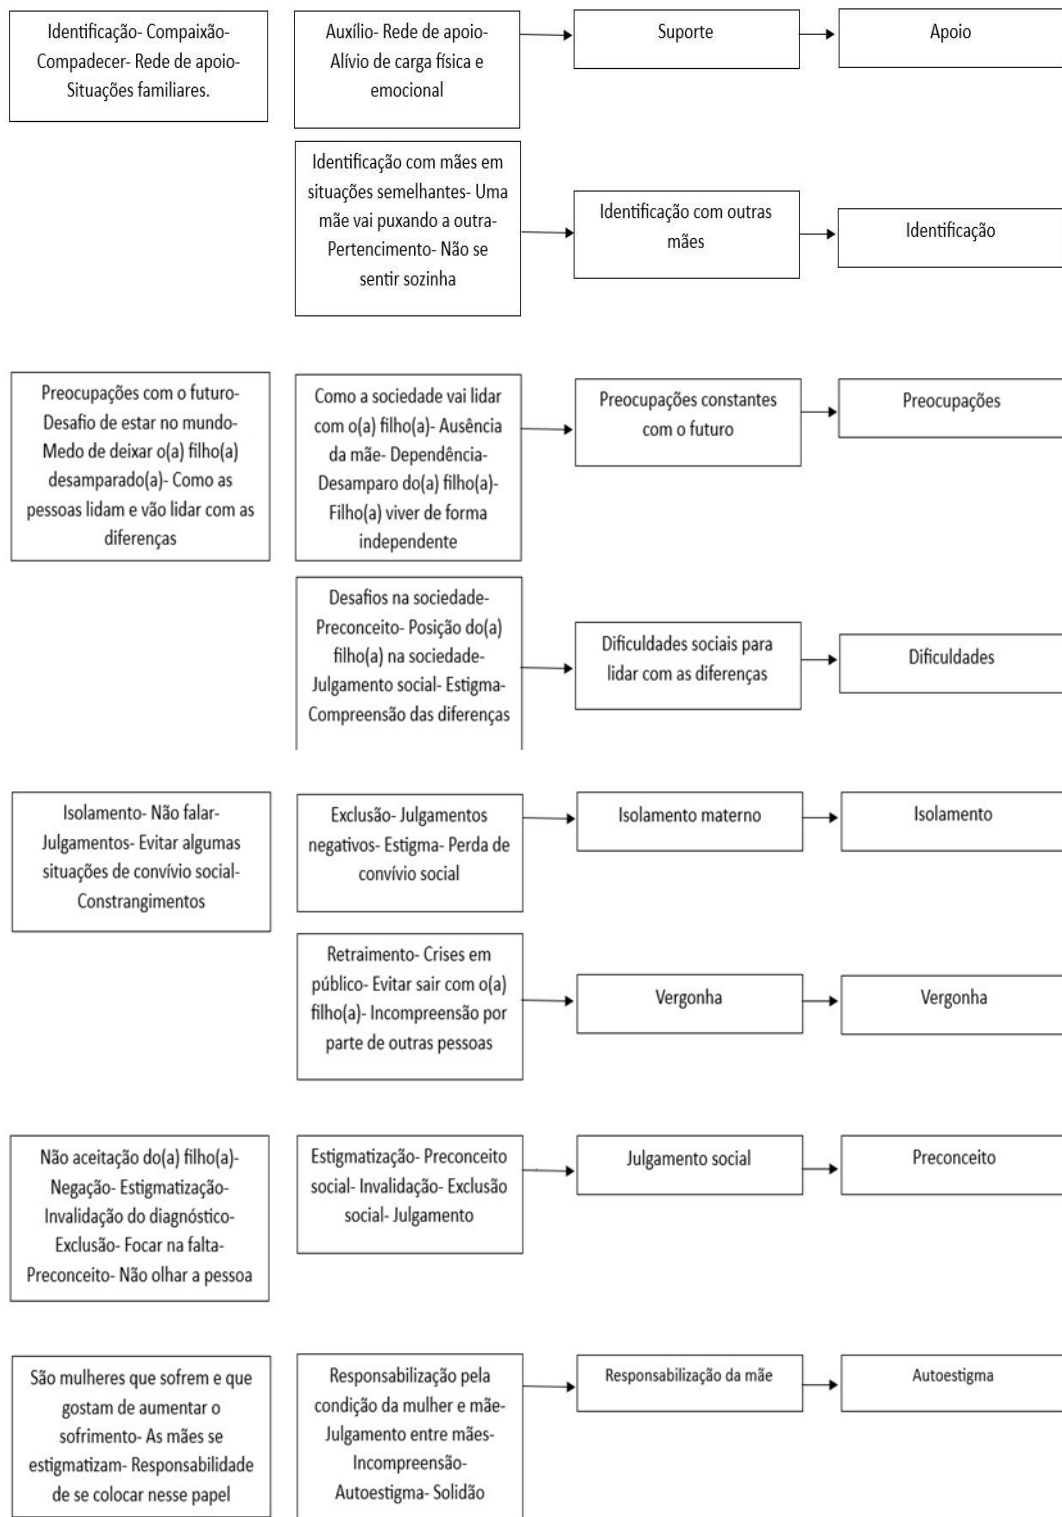 Identificação- Compaixão-
Compadecer- Rede de apoio-
Situações familiares.
Auxílio- Rede de apoio-
Alívio de carga física e
emocional
Suporte
Apoio
Identificação com mães em
situações semelhantes- Uma
mãe vai puxando a outra-
Pertencimento- Não se
sentir sozinha
Identificação com outras
mães
Identificação
Preocupações com o futuro-
Desafio de estar no mundo-
Medo de deixar o(a) filho(a)
desamparado(a)- Como as
pessoas lidam e vão lidar com as
diferenças
Como a sociedade vai lidar
com o(a) filho(a)- Ausência
da mãe- Dependência-
Desamparo do(a) filho(a)-
Filho(a) viver de forma
independente
Preocupações constantes
com o futuro
Preocupações
Desafios na sociedade-
Preconceito- Posição do(a)
filho(a) na sociedade-
Julgamento social- Estigma-
Compreensão das diferenças
Dificuldades sociais para
lidar com as diferenças
Dificuldades
Isolamento- Não falar-
Julgamentos- Evitar algumas
situações de convívio social-
Constrangimentos
Exclusão- Julgamentos
negativos- Estigma- Perda de
convívio social
Isolamento materno
Isolamento
Retraimento- Crises em
público- Evitar sair com o(a)
filho(a)- Incompreensão por
parte de outras pessoas
Vergonha
Vergonha
Não aceitação do(a) filho(a)-
Negação- Estigmatização-
Invalidação do diagnóstico-
Exclusão- Focar na falta-
Preconceito- Não olhar a pessoa
Estigmatização- Preconceito
social- Invalidação- Exclusão
social- Julgamento
Julgamento social
Preconceito
São mulheres que sofrem e que
gostam de aumentar o
sofrimento- As mães se
estigmatizam- Responsabilidade
de se colocar nesse papel
Responsabilização pela
condição da mulher e mãe-
Julgamento entre mães-
Incompreensão-
Autoestigma- Solidão
Responsabilização da mãe
Autoestigma